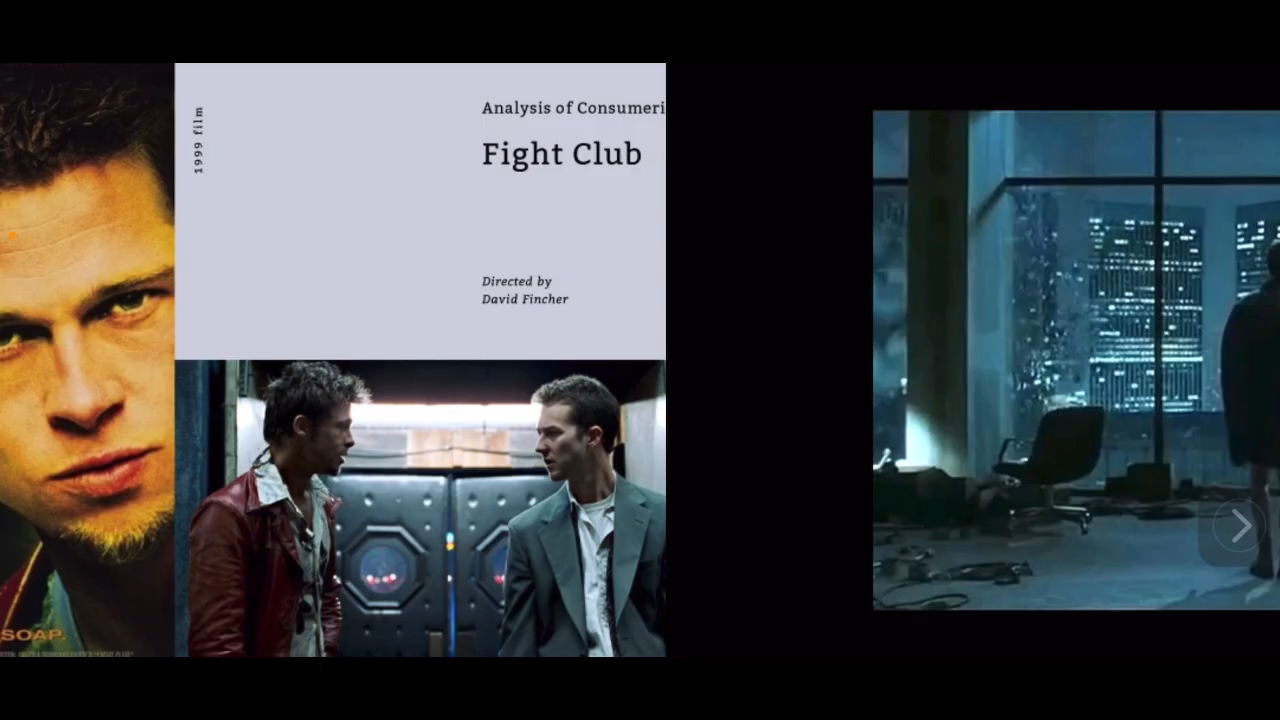 1999 film
Analysis of Consumeri
Fight Club
Directed by
David Fincher
SOAP.